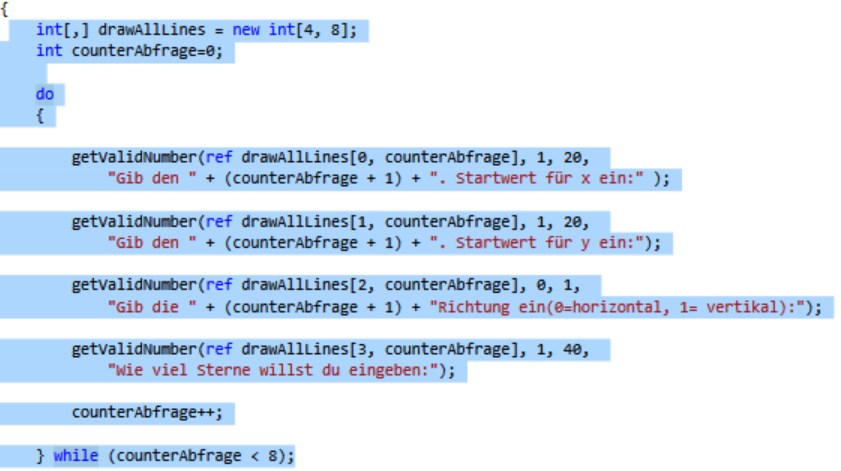 {
int[,] drawAllLines = new int[4, 8];
int counterAbfrage=0;
do
{
getValidNumber(ref drawAllLines[0, counterAbfrage], 1, 20,
"Gib den " + (counterAbfrage + 1) + ". Startwert für x ein:" );
getValidNumber(ref drawAllLines[1, counterAbfrage], 1, 20,
"Gib den " + (counterAbfrage + 1) + ". Startwert für y ein:");
getValidNumber(ref drawAllLines[2, counterAbfrage], 0, 1,
"Gib die " + (counterAbfrage + 1) + "Richtung ein(0=horizontal, 1= vertikal):");
getValidNumber(ref drawAllLines[3, counterAbfrage], 1, 40,
"Wie viel Sterne willst du eingeben:");
counterAbfrage++;
} while (counterAbfrage < 8);